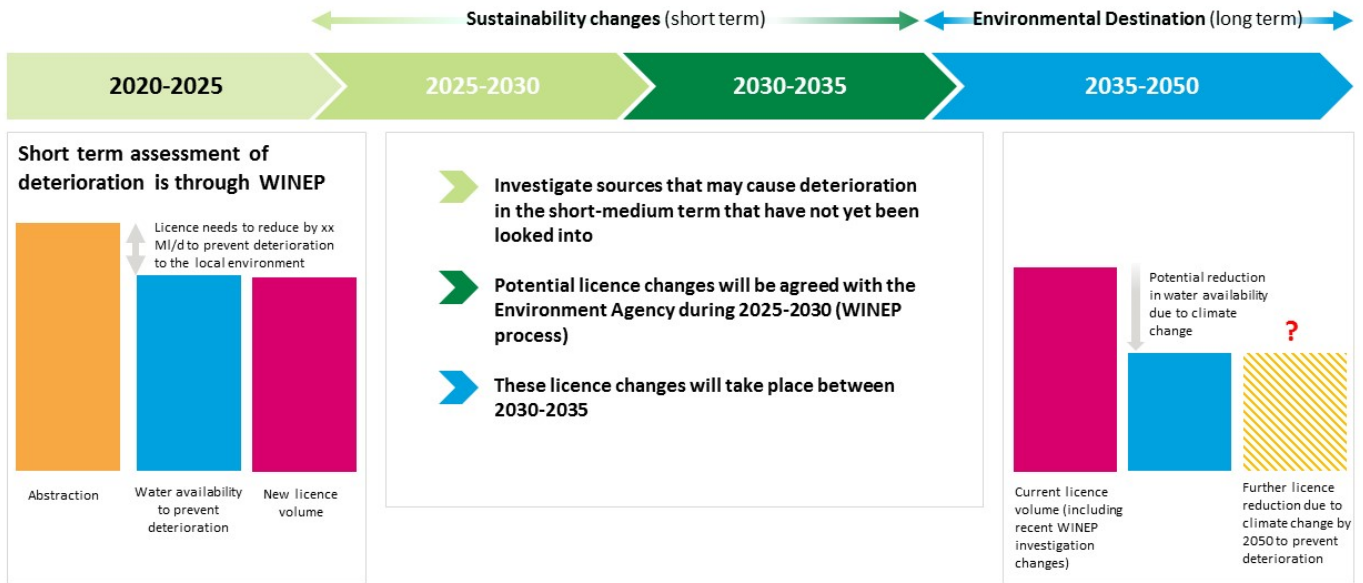 Sustainability changes (short term)
Environmental Destination (long term)
2020-2025
2025-2030
2030-2035
2035-2050
Short term assessment of
deterioration is through WINEP
Licence needs to reduce by xx
Ml/d to prevent deterioration
to the local environment
Abstraction
Water availability
to prevent
deterioration
New licence
volume
Investigate sources that may cause deterioration
in the short-medium term that have not yet been
looked into
Potential licence changes will be agreed with the
Environment Agency during 2025-2030 (WINEP
process)
These licence changes will take place between
2030-2035
Potential reduction
in water availability
due to climate
change
?
Current licence
volume (including
recent WINEP
investigation
changes)
Further licence
reduction due to
climate change by
2050 to prevent
deterioration